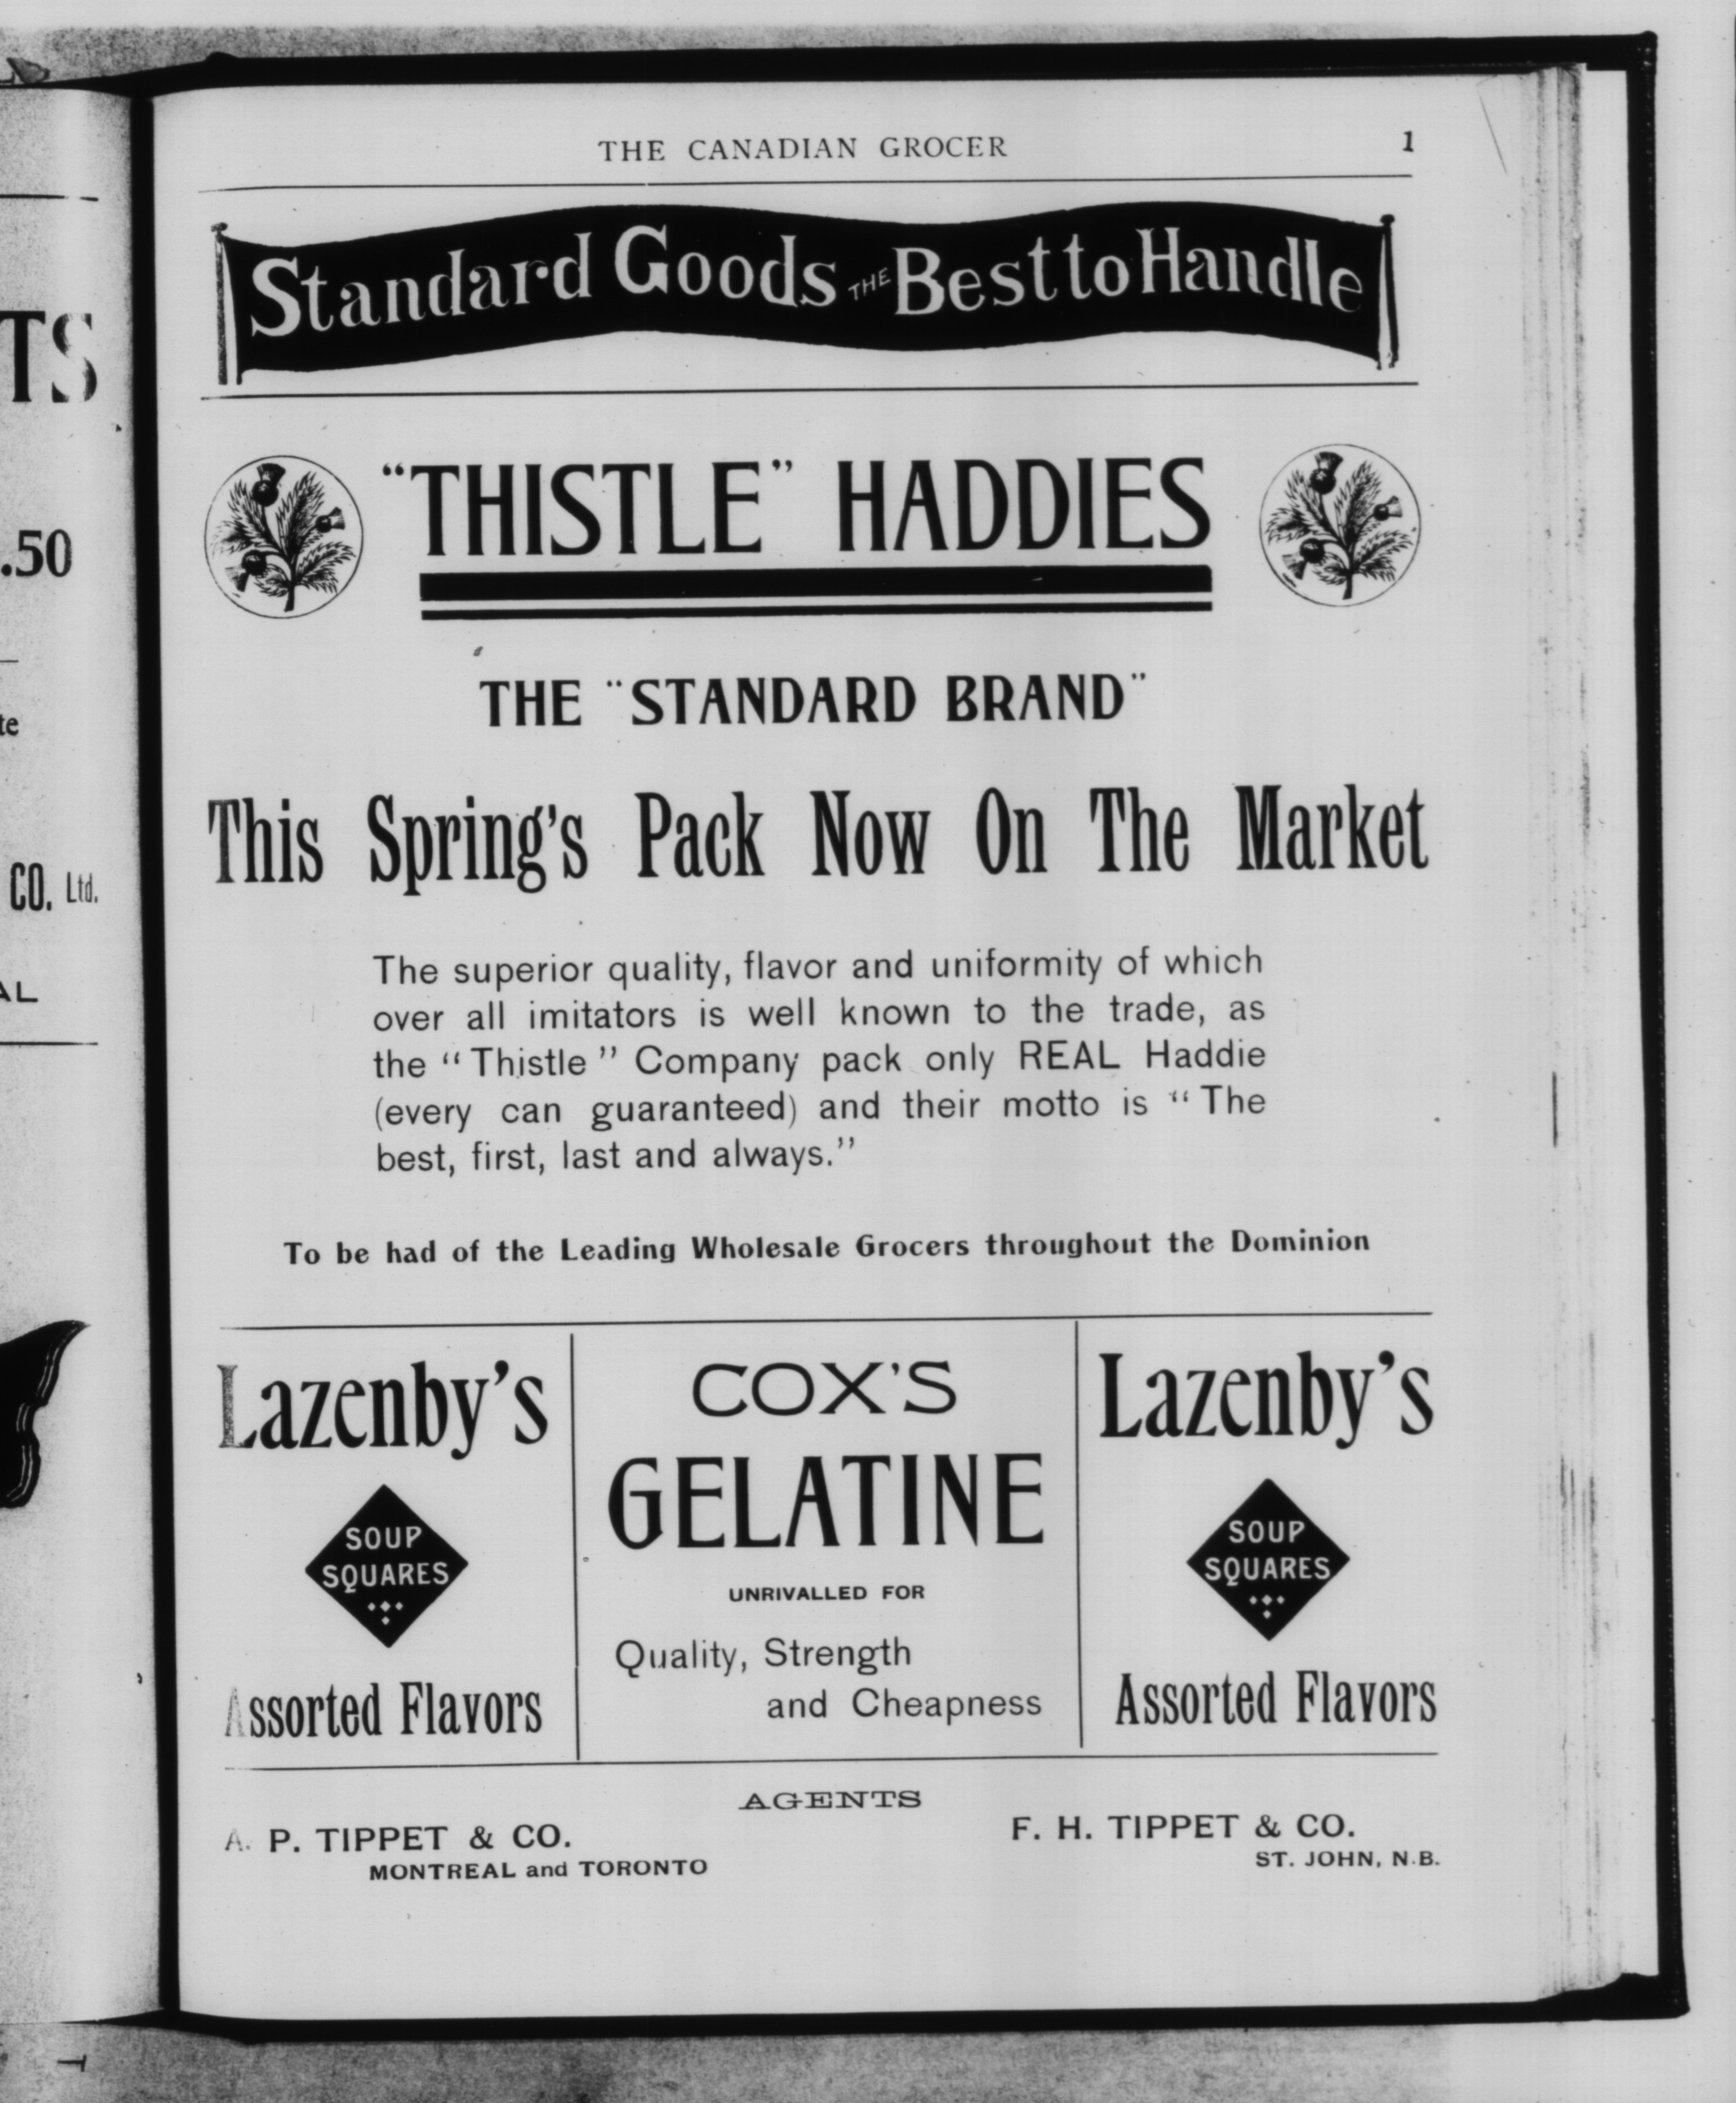 THE CANADIAN GROCER 1
Standard Goods THE Best to Handle
"THISTLE" HADDIES
THE "STANDARD BRAND"
This Spring's Pack Now On The Market
The superior quality, flavor and uniformity of which
over all imitators is well known to the trade, as
the "Thistle" Company pack only REAL Haddie
(every can guaranteed) and their motto is "The
best, first, last and always."
To be had of the Leading Wholesale Grocers throughout the Dominion
Lazenby's
SOUP
SQUARES
Assorted Flavors
COX'S
GELATINE
UNRIVALLED FOR
Quality, Strength
and Cheapness
Lazenby's
SOUP
SQUARES
Assorted Flavors
AGENTS
A. P. TIPPET & CO.
MONTREAL and TORONTO
F. H. TIPPET & CO.
ST. JOHN, N.B.
TS
.50
te
CO. Ltd.
AL